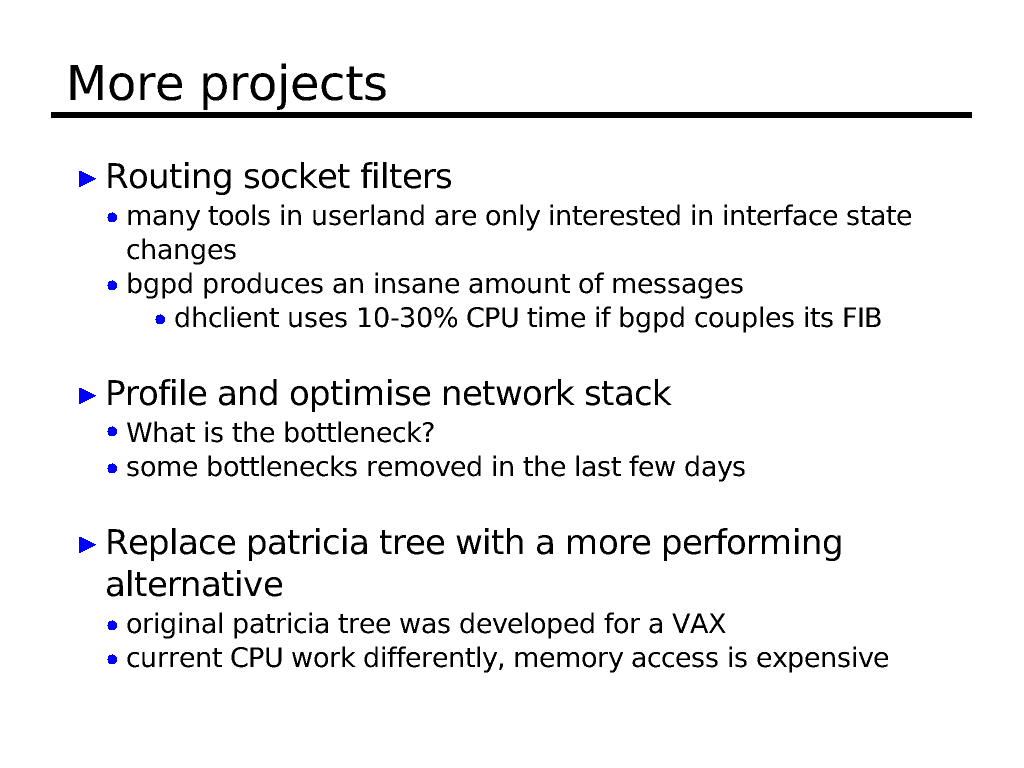 More projects
Routing socket filters
many tools in userland are only interested in interface state
changes
bgpd produces an insane amount of messages
dhclient uses 10-30% CPU time if bgpd couples its FIB
Profile and optimise network stack
What is the bottleneck?
some bottlenecks removed in the last few days
Replace patricia tree with a more performing
alternative
original patricia tree was developed for a VAX
current CPU work differently, memory access is expensive